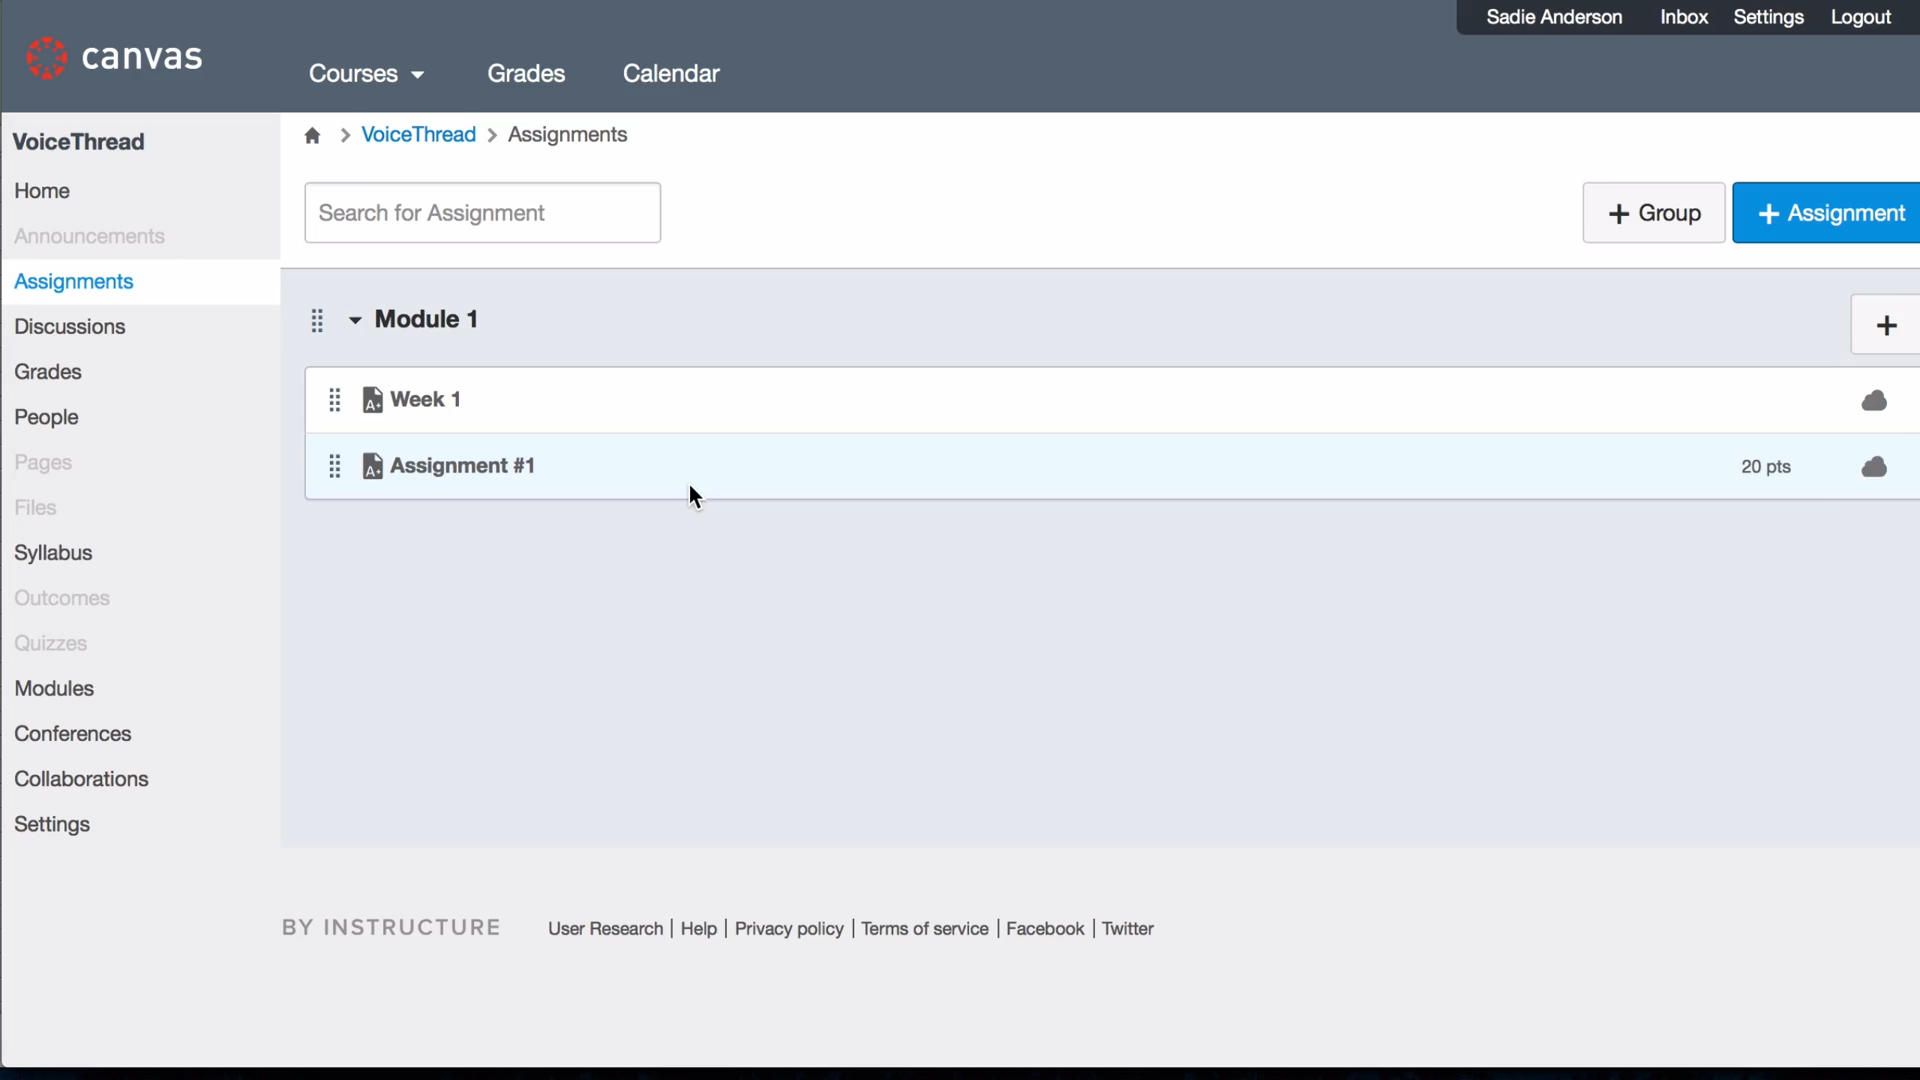 Sadie Anderson Inbox Settings Logout
canvas
Courses Grades Calendar
VoiceThread
Home
Announcements
Assignments
Discussions
Grades
People
Pages
Files
Syllabus
Outcomes
Quizzes
Modules
Conferences
Collaborations
Settings
VoiceThread > Assignments
Search for Assignment
+ Group
+ Assignment
Module 1
+
A+ Week 1
A+ Assignment #1 20 pts
BY INSTRUCTURE User Research | Help | Privacy policy | Terms of service | Facebook | Twitter